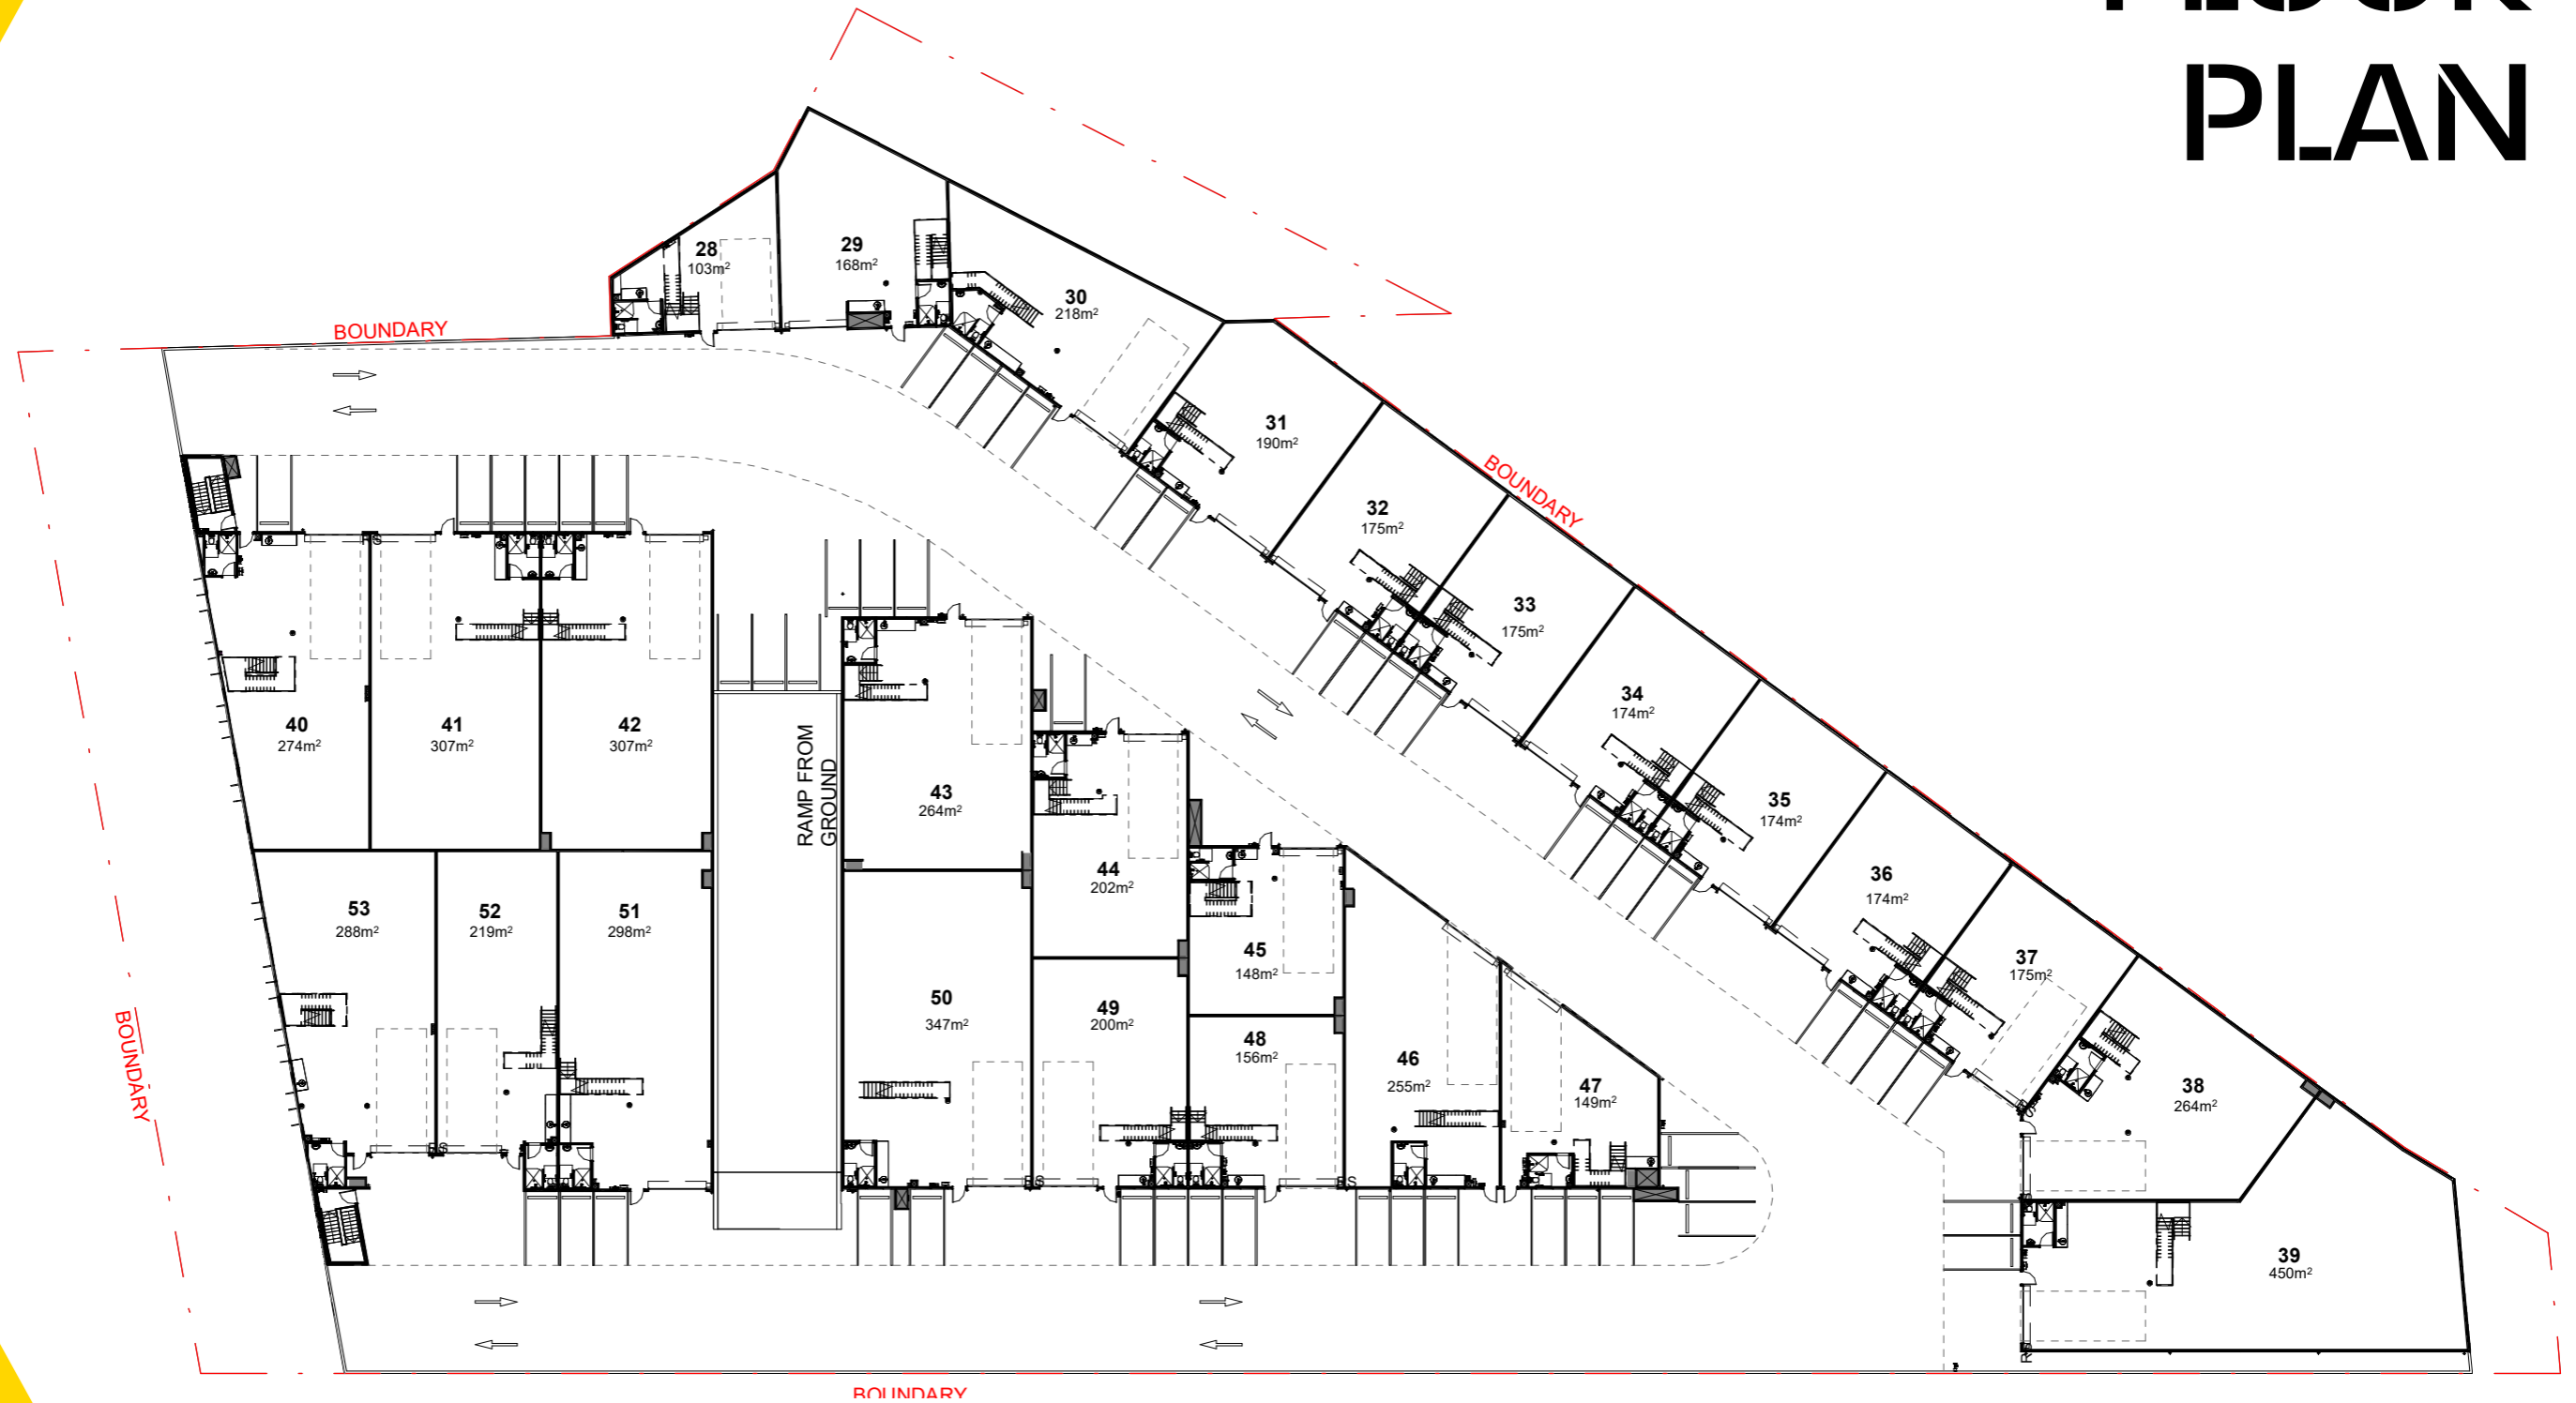 FLOOR
PLAN
BOUNDARY
28
103m²
29
168m²
30
218m²
31
190m²
BOUNDARY
32
175m²
33
175m²
34
174m²
35
174m²
36
174m²
37
175m²
38
264m²
39
450m²
40
274m²
41
307m²
42
307m²
RAMP FROM
GROUND
43
264m²
44
202m²
45
148m²
46
255m²
47
149m²
48
156m²
49
200m²
50
347m²
51
298m²
52
219m²
53
288m²
BOUNDARY
BOUNDARY